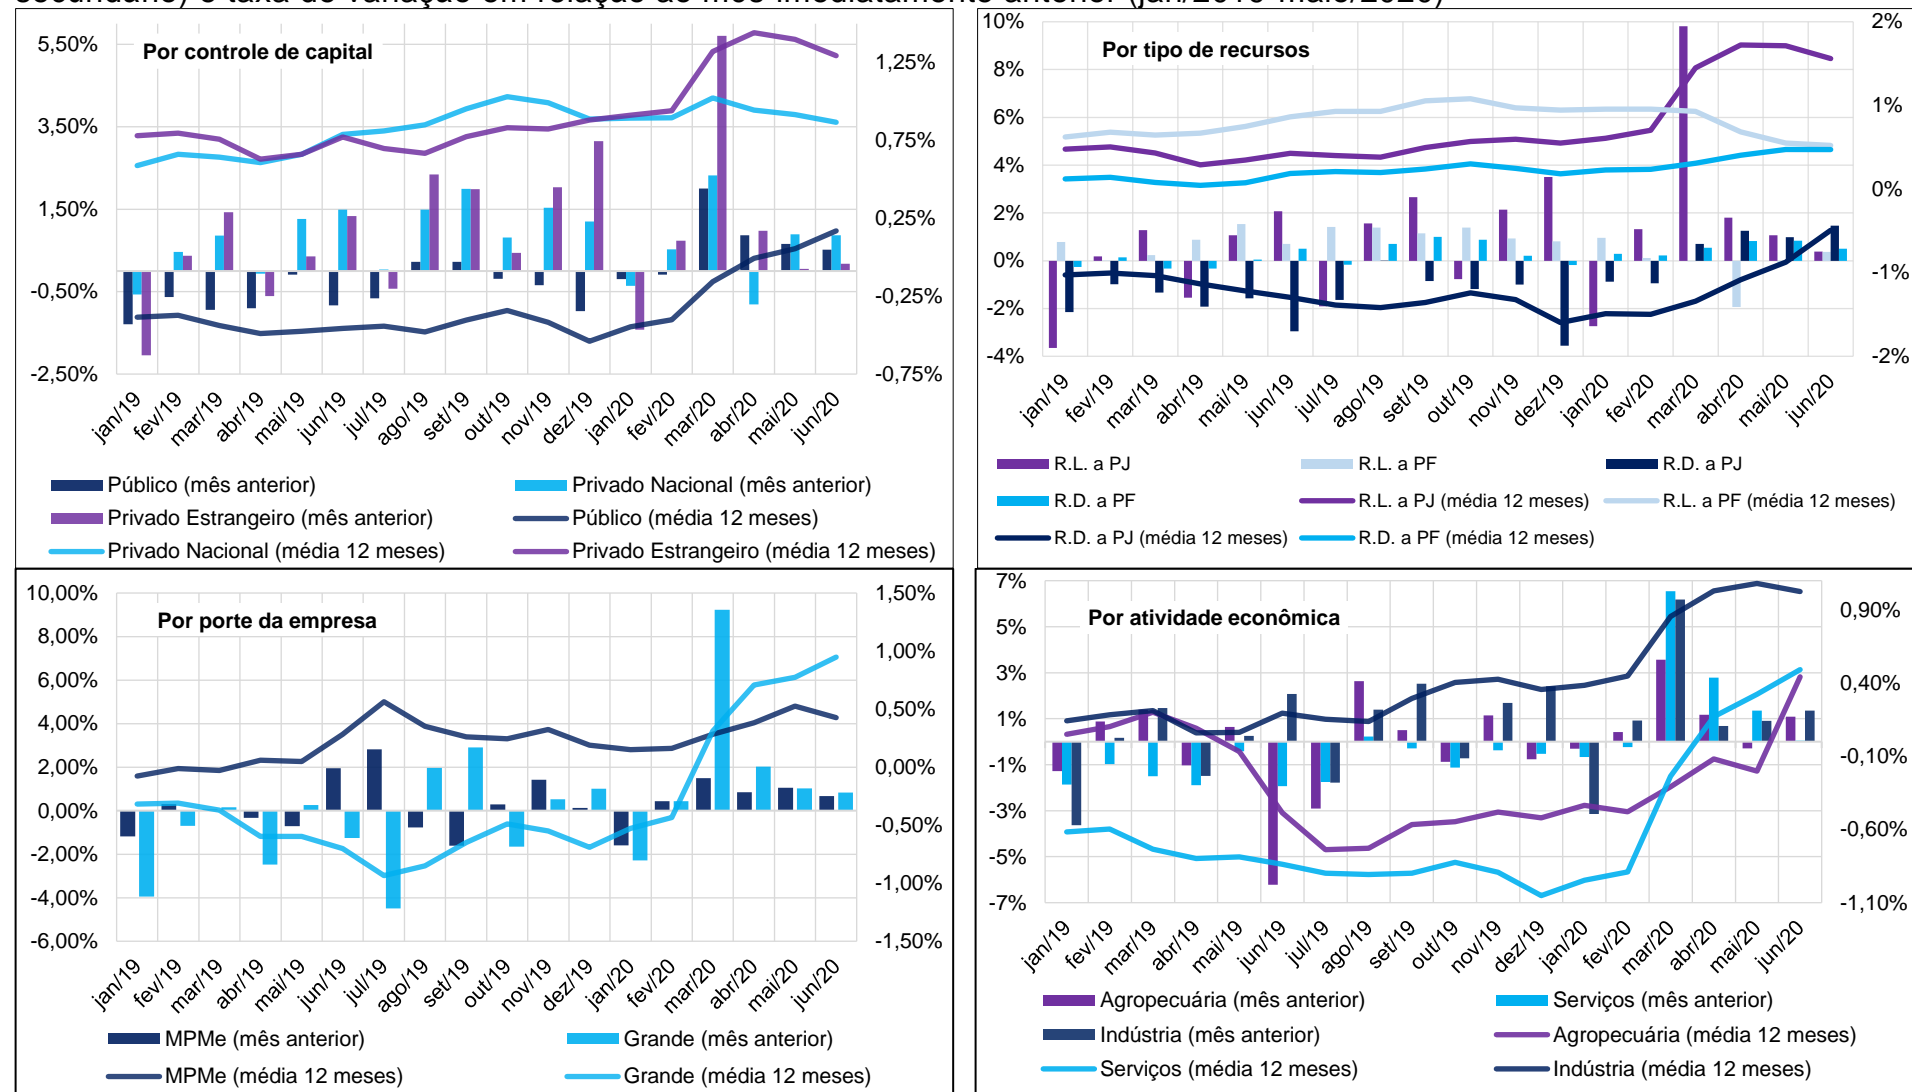 secundário) e taxa de variação em relação ao mês imediatamente anterior (jan/2019-maio/2020)
Por controle de capital
5,50%
3,50%
1,50%
-0,50%
-2,50%
1,25%
0,75%
0,25%
-0,25%
-0,75%
jan/19
fev/19
mar/19
abr/19
mai/19
jun/19
jul/19
ago/19
set/19
out/19
nov/19
dez/19
jan/20
fev/20
mar/20
abr/20
mai/20
jun/20
Público (mês anterior)
Privado Nacional (mês anterior)
Privado Estrangeiro (mês anterior)
Público (média 12 meses)
Privado Nacional (média 12 meses)
Privado Estrangeiro (média 12 meses)
Por tipo de recursos
10%
8%
6%
4%
2%
0%
-2%
-4%
2%
1%
0%
-1%
-2%
jan/19
fev/19
mar/19
abr/19
mai/19
jun/19
jul/19
ago/19
set/19
out/19
nov/19
dez/19
jan/20
fev/20
mar/20
abr/20
mai/20
jun/20
R.L. a PJ
R.L. a PF
R.D. a PJ
R.D. a PF
R.L. a PJ (média 12 meses)
R.L. a PF (média 12 meses)
R.D. a PJ (média 12 meses)
R.D. a PF (média 12 meses)
Por porte da empresa
10,00%
8,00%
6,00%
4,00%
2,00%
0,00%
-2,00%
-4,00%
-6,00%
1,50%
1,00%
0,50%
0,00%
-0,50%
-1,00%
-1,50%
jan/19
fev/19
mar/19
abr/19
mai/19
jun/19
jul/19
ago/19
set/19
out/19
nov/19
dez/19
jan/20
fev/20
mar/20
abr/20
mai/20
jun/20
MPMe (mês anterior)
Grande (mês anterior)
MPMe (média 12 meses)
Grande (média 12 meses)
Por atividade econômica
7%
5%
3%
1%
-1%
-3%
-5%
-7%
0,90%
0,40%
-0,10%
-0,60%
-1,10%
jan/19
fev/19
mar/19
abr/19
mai/19
jun/19
jul/19
ago/19
set/19
out/19
nov/19
dez/19
jan/20
fev/20
mar/20
abr/20
mai/20
jun/20
Agropecuária (mês anterior)
Serviços (mês anterior)
Indústria (mês anterior)
Agropecuária (média 12 meses)
Serviços (média 12 meses)
Indústria (média 12 meses)